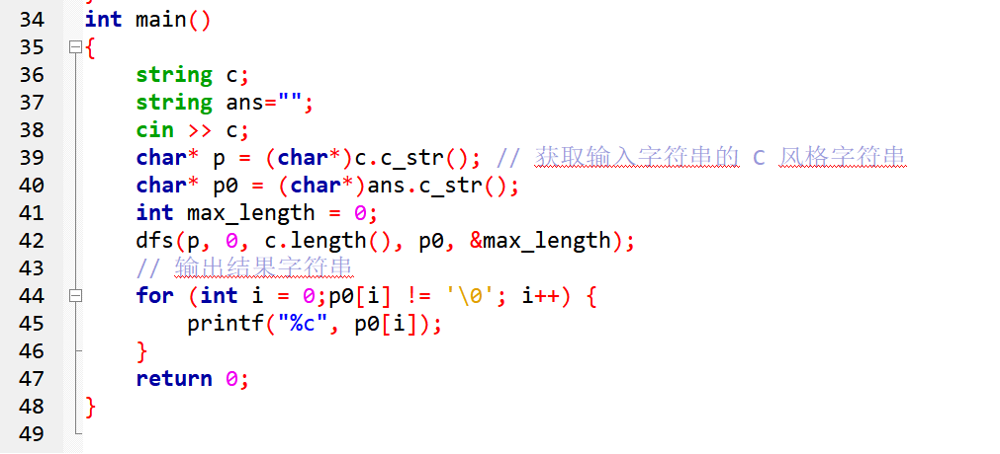 34 int main()
35 {
36 string c;
37 string ans="";
38 cin >> c;
39 char* p = (char*)c.c_str(); // 获取输入字符串的 C 风格字符串
40 char* p0 = (char*)ans.c_str();
41 int max_length = 0;
42 dfs(p, 0, c.length(), p0, &max_length);
43 // 输出结果字符串
44 for (int i = 0;p0[i] != '\0'; i++) {
45 printf("%c", p0[i]);
46 }
47 return 0;
48 }
49